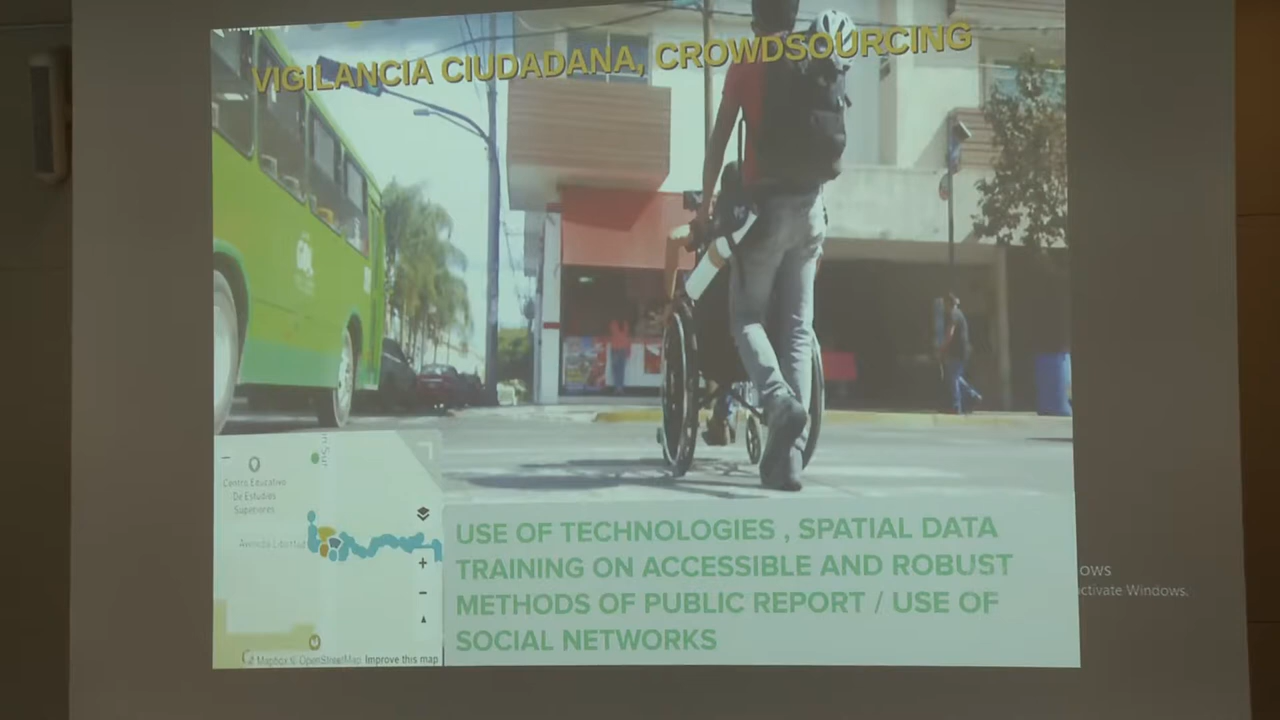 VIGILANCIA CIUDADANA, CROWDSOURCING
Centro Educativo
De Estudios
Superiores
Avenida Libertad
USE OF TECHNOLOGIES , SPATIAL DATA
TRAINING ON ACCESSIBLE AND ROBUST
METHODS OF PUBLIC REPORT / USE OF
SOCIAL NETWORKS
Mapbox © OpenStreetMap Improve this map
ows
activate Windows.